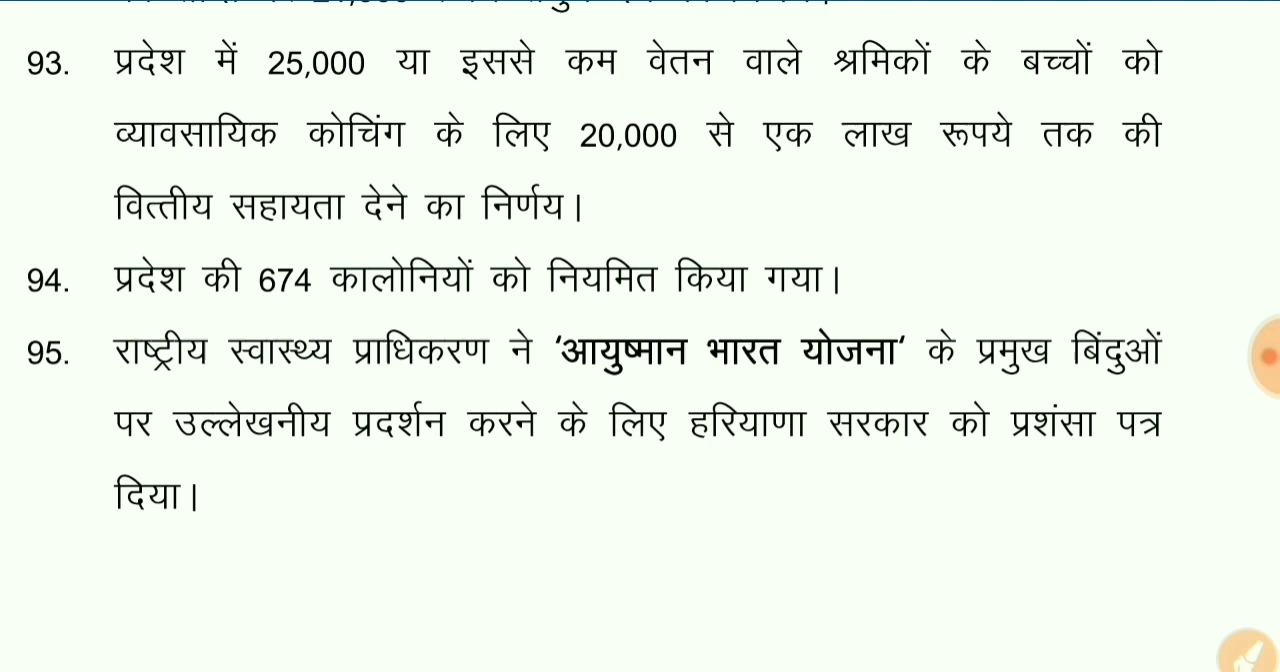 93. प्रदेश में 25,000 या इससे कम वेतन वाले श्रमिकों के बच्चों को
व्यावसायिक कोचिंग के लिए 20,000 से एक लाख रूपये तक की
वित्तीय सहायता देने का निर्णय।
94. प्रदेश की 674 कालोनियों को नियमित किया गया।
95. राष्ट्रीय स्वास्थ्य प्राधिकरण ने ‘आयुष्मान भारत योजना’ के प्रमुख बिंदुओं
पर उल्लेखनीय प्रदर्शन करने के लिए हरियाणा सरकार को प्रशंसा पत्र
दिया।